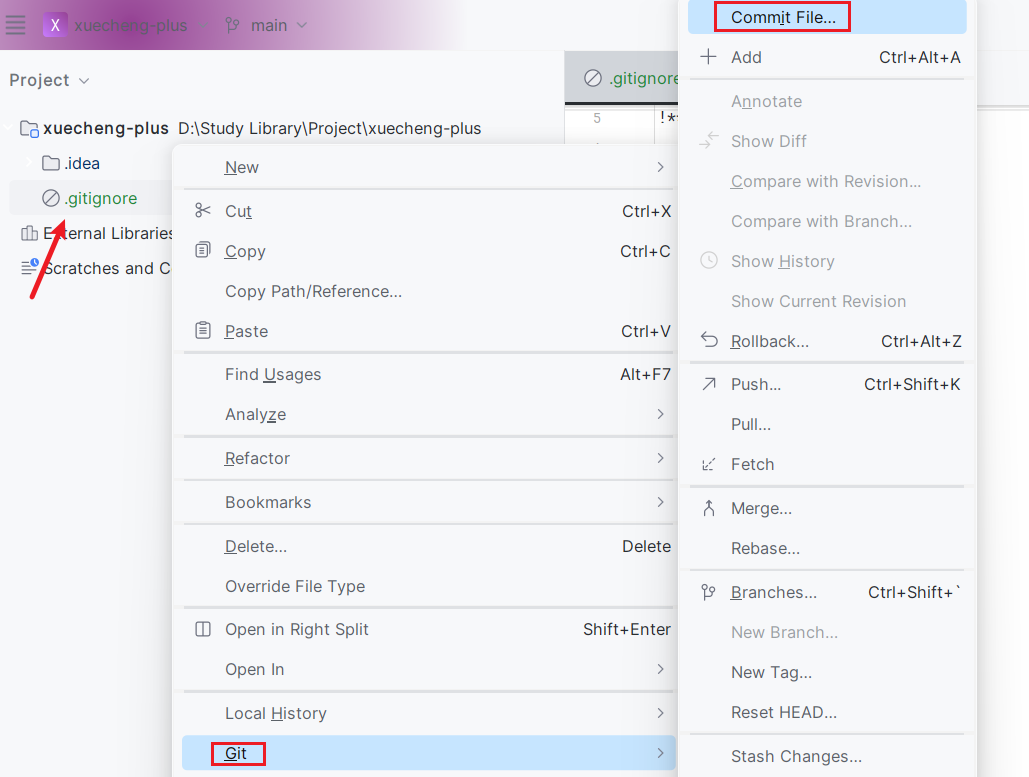 X xuecheng-plus main
Project
xuecheng-plus D:\Study Library\Project\xuecheng-plus
.idea
.gitignore
External Libraries
Scratches and C
.gitignore
5 !*
New
Cut Ctrl+X
Copy Ctrl+C
Copy Path/Reference...
Paste Ctrl+V
Find Usages Alt+F7
Analyze
Refactor
Bookmarks
Delete... Delete
Override File Type
Open in Right Split Shift+Enter
Open In
Local History
Git
Commit File...
Add Ctrl+Alt+A
Annotate
Show Diff
Compare with Revision...
Compare with Branch...
Show History
Show Current Revision
Rollback... Ctrl+Alt+Z
Push... Ctrl+Shift+K
Pull...
Fetch
Merge...
Rebase...
Branches... Ctrl+Shift+`
New Branch...
New Tag...
Reset HEAD...
Stash Changes...